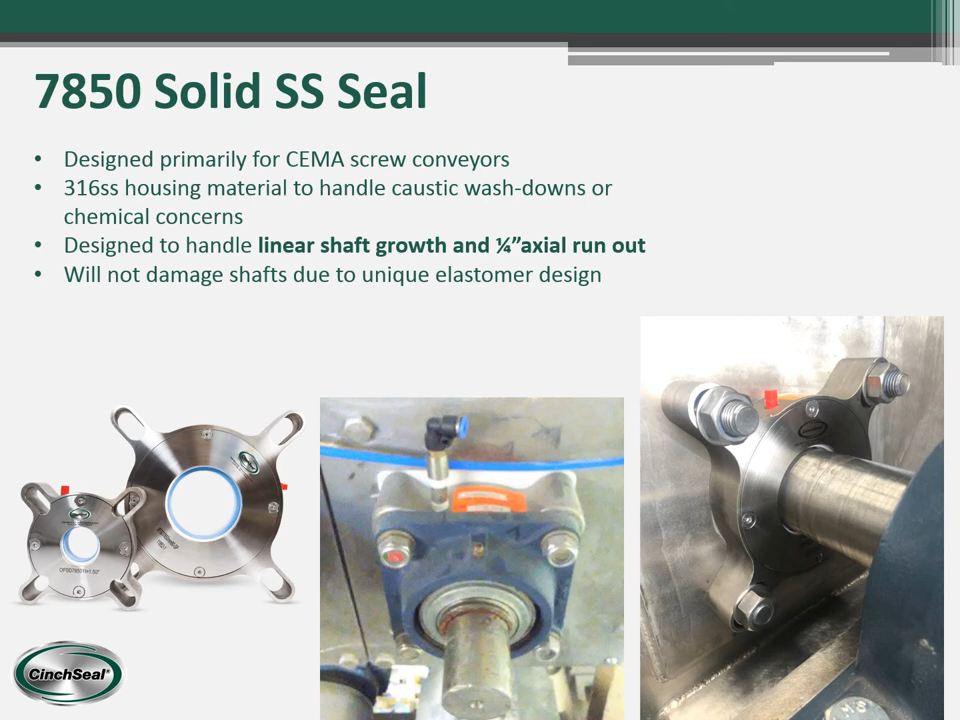 7850 Solid SS Seal
• Designed primarily for CEMA screw conveyors
• 316ss housing material to handle caustic wash-downs or
chemical concerns
• Designed to handle linear shaft growth and ¼”axial run out
• Will not damage shafts due to unique elastomer design
CinchSeal®